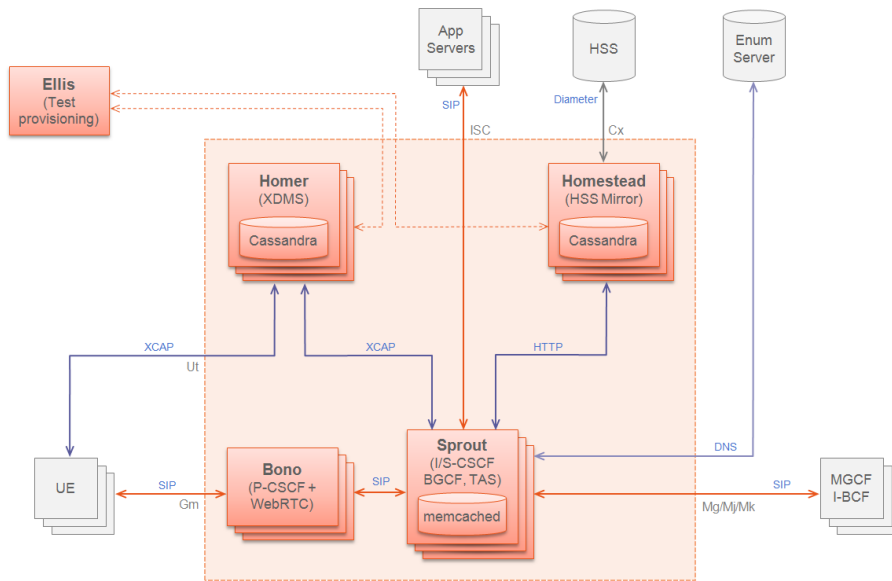 App
Servers
HSS
Enum
Server
Ellis
(Test
provisioning)
SIP
Diameter
ISC
Cx
Homer
(XDMS)
Cassandra
Homestead
(HSS Mirror)
Cassandra
XCAP
Ut
XCAP
HTTP
DNS
UE
SIP
Gm
Bono
(P-CSCF +
WebRTC)
SIP
Sprout
(I/S-CSCF
BGCF, TAS)
memcached
SIP
Mg/Mj/Mk
MGCF
I-BCF